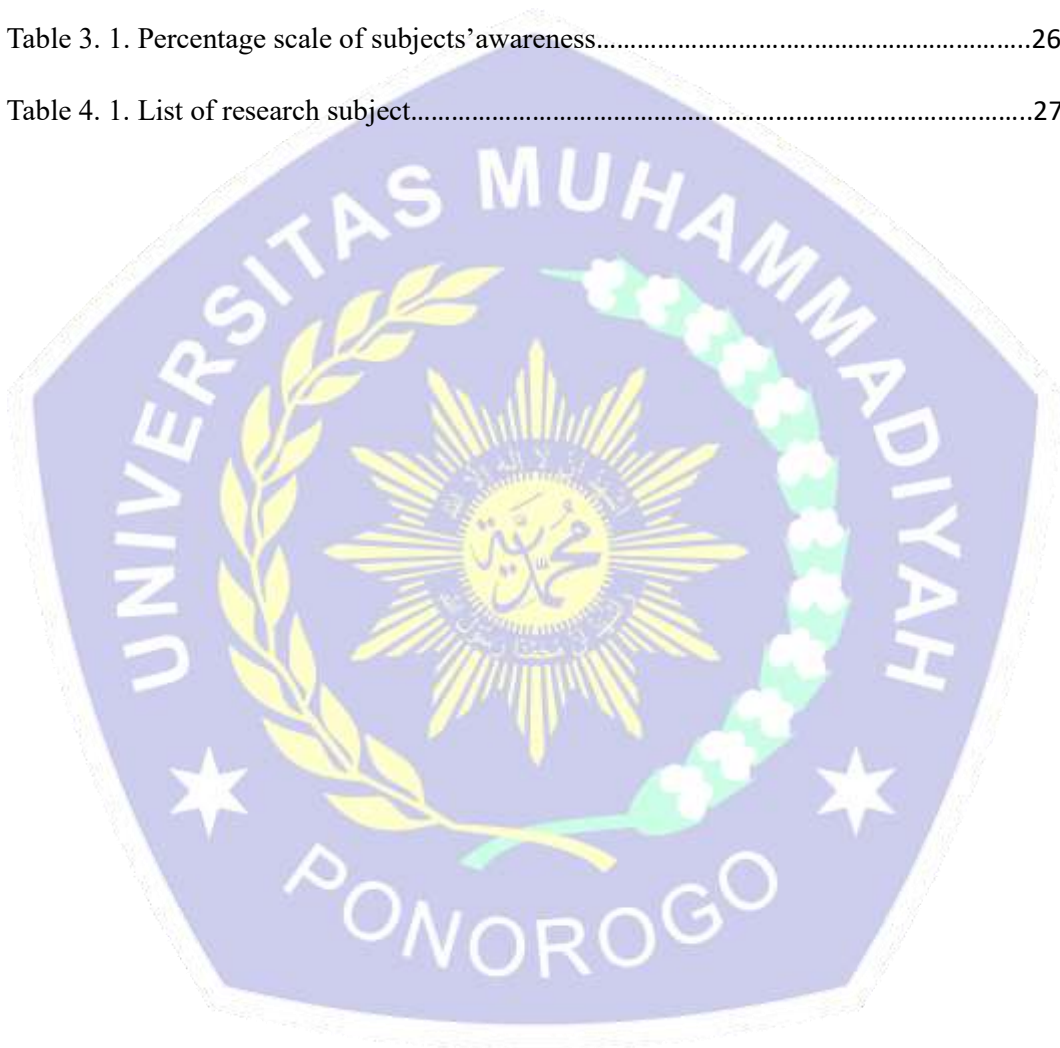 Table 3. 1. Percentage scale of subjects’awareness……………………………………………………..26
Table 4. 1. List of research subject…………………………………………………………………..27
UNIVERSITAS MUHAMMADIYAH
محمدية
PONOROGO